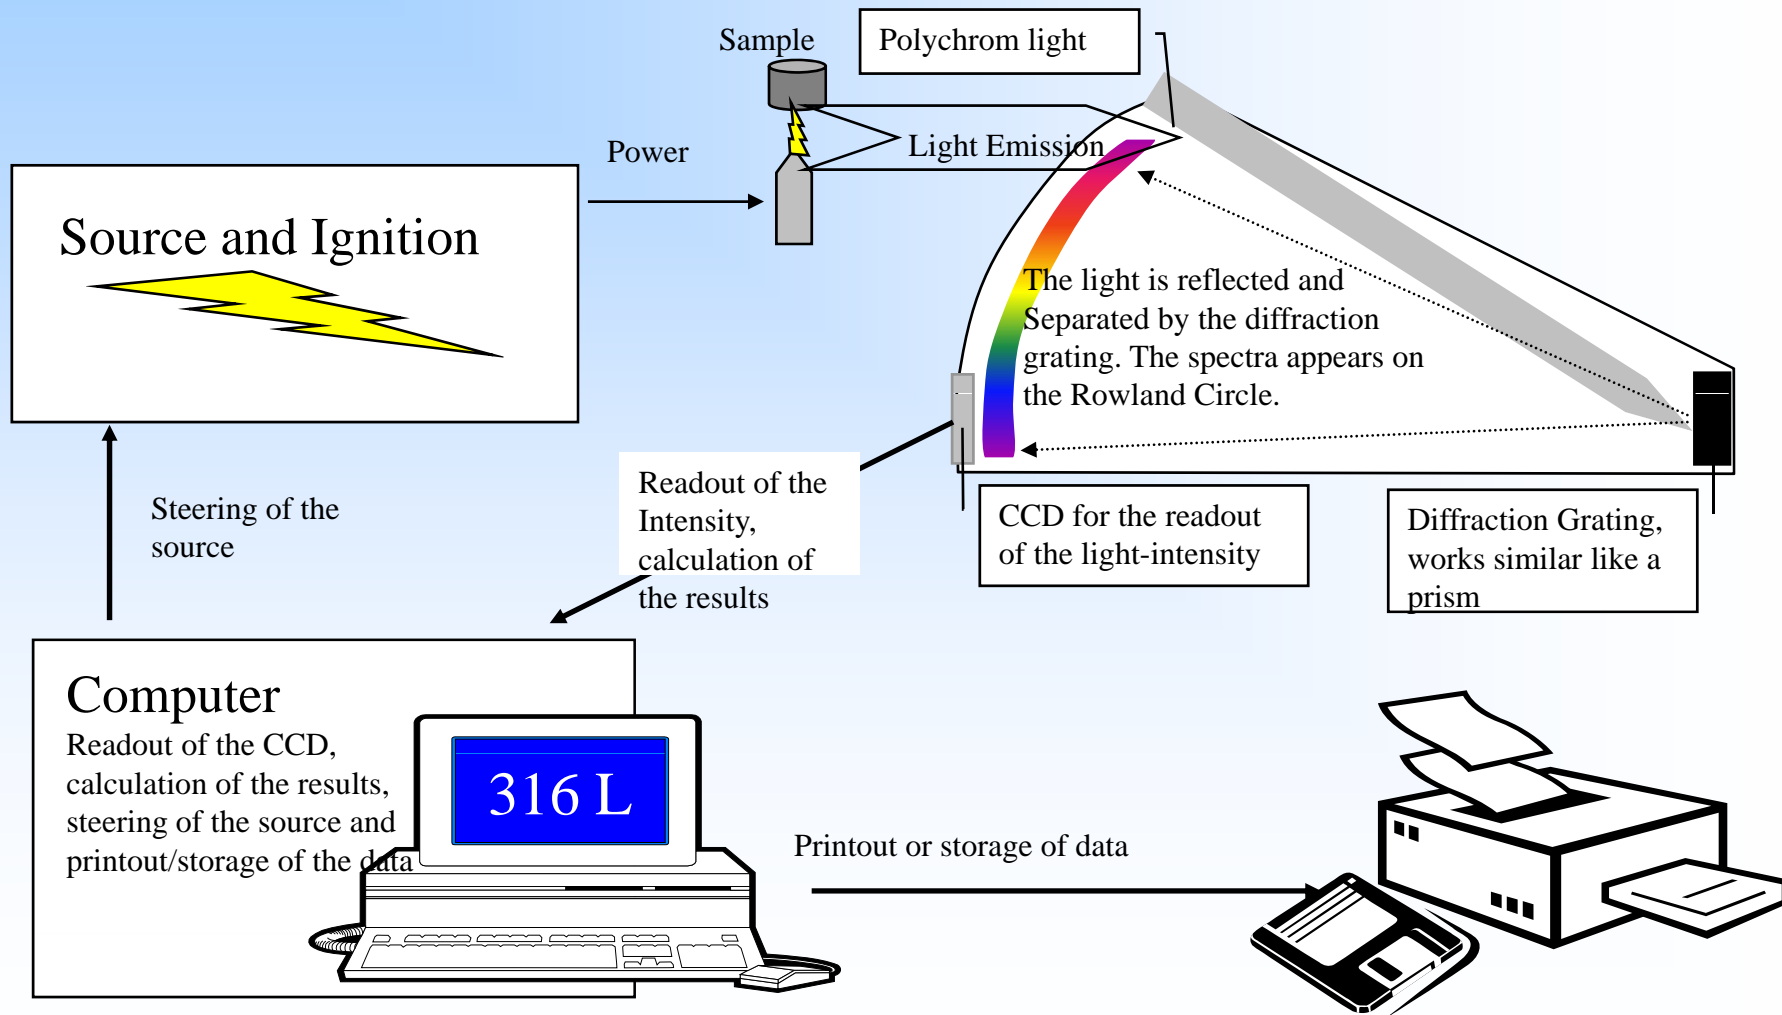 Sample
Polychrom light
Power
Light Emission
Source and Ignition
The light is reflected and
Separated by the diffraction
grating. The spectra appears on
the Rowland Circle.
Steering of the
source
Readout of the
Intensity,
calculation of
the results
CCD for the readout
of the light-intensity
Diffraction Grating,
works similar like a
prism
Computer
Readout of the CCD,
calculation of the results,
steering of the source and
printout/storage of the data
316 L
Printout or storage of data